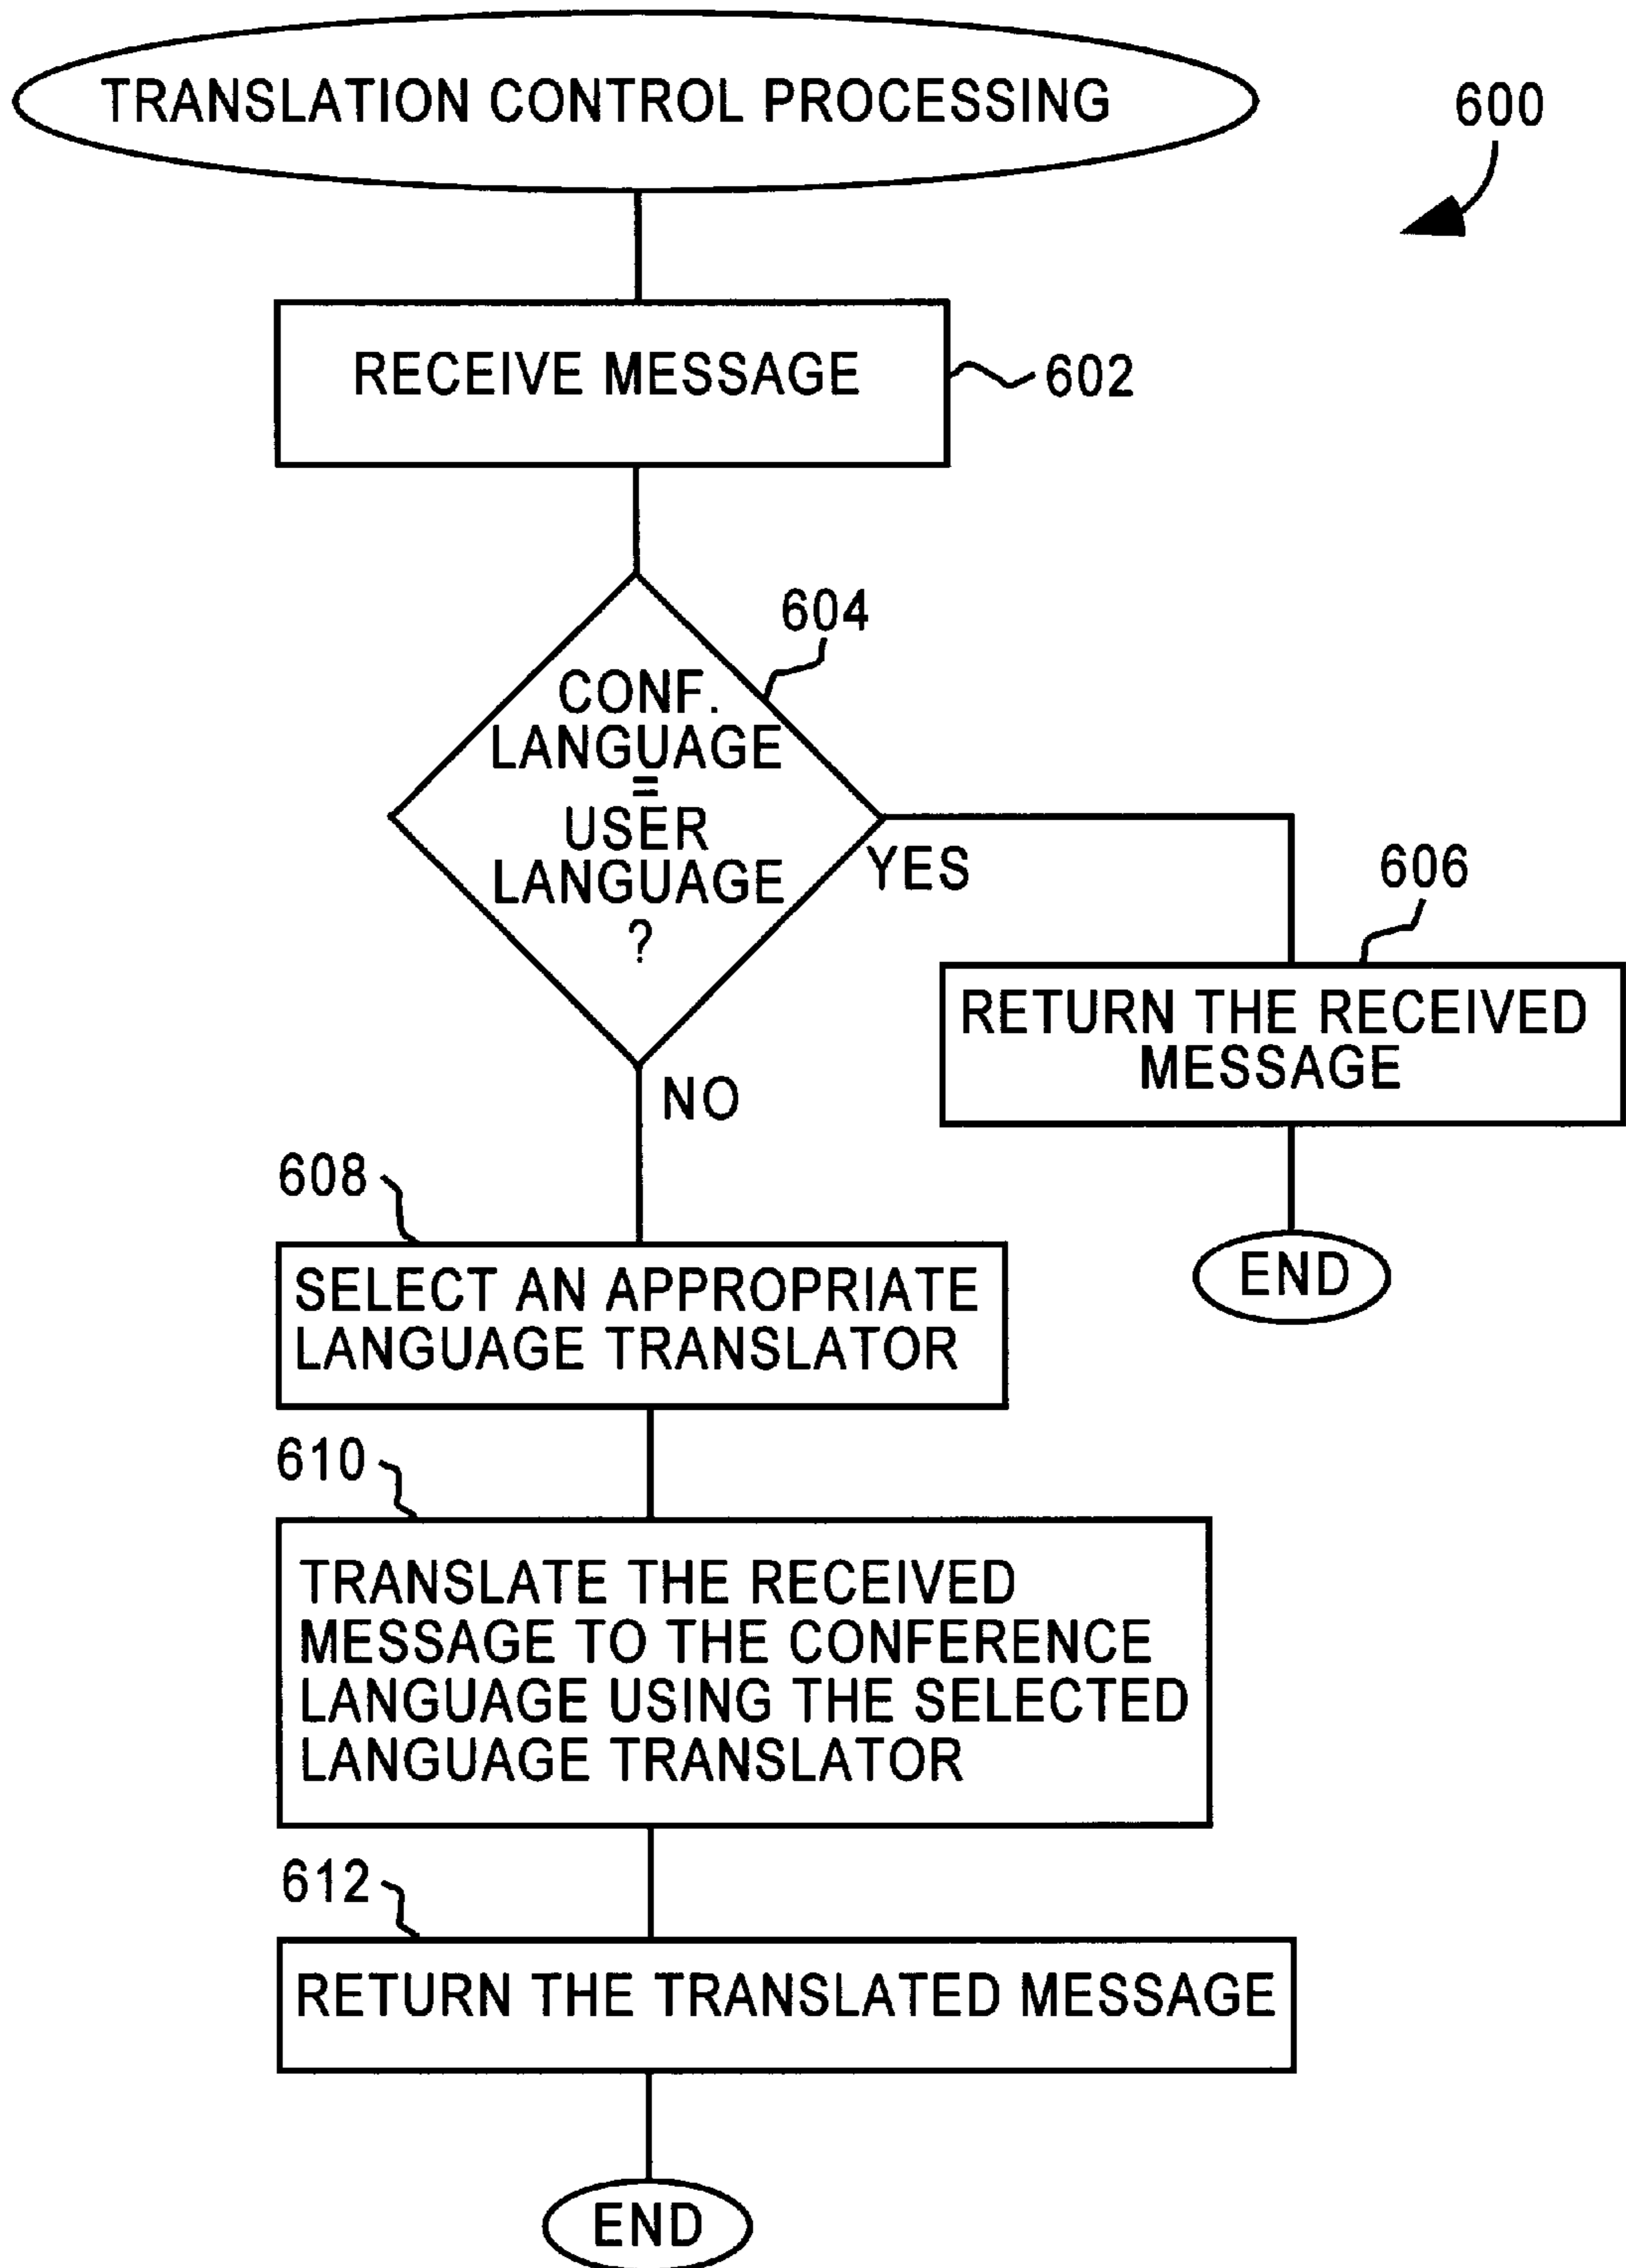 TRANSLATION CONTROL PROCESSING
600
RECEIVE MESSAGE
602
604
CONF.
LANGUAGE
=
USER
LANGUAGE
?
YES
606
RETURN THE RECEIVED
MESSAGE
END
NO
608
SELECT AN APPROPRIATE
LANGUAGE TRANSLATOR
610
TRANSLATE THE RECEIVED
MESSAGE TO THE CONFERENCE
LANGUAGE USING THE SELECTED
LANGUAGE TRANSLATOR
612
RETURN THE TRANSLATED MESSAGE
END